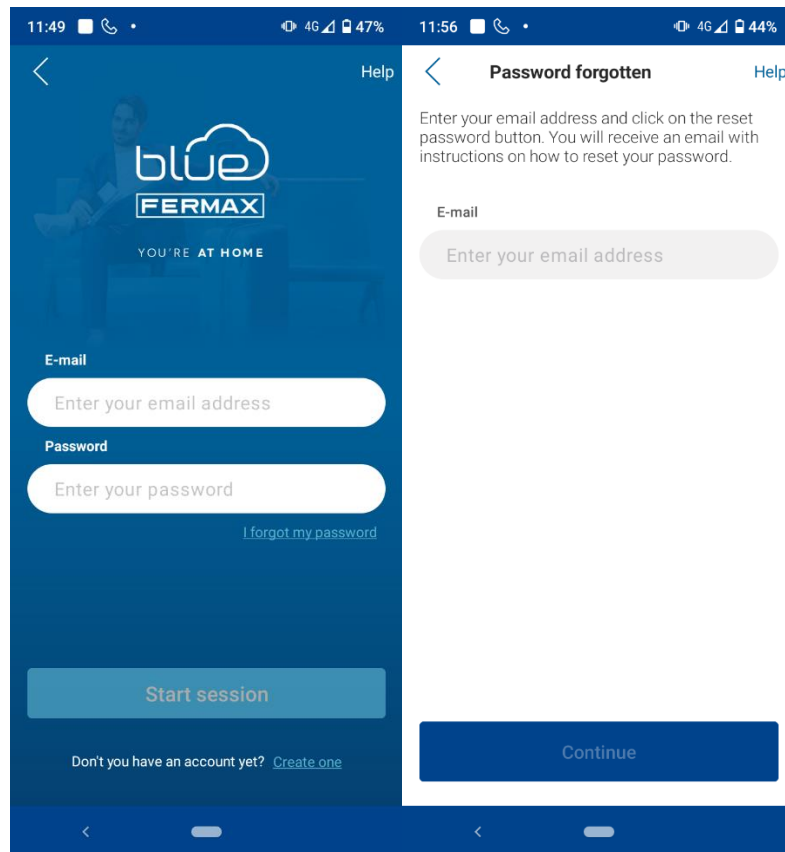 11:49 4G 47%
Help
blue
FERMAX
YOU'RE AT HOME
E-mail
Enter your email address
Password
Enter your password
I forgot my password
Start session
Don't you have an account yet? Create one
11:56 4G 44%
Password forgotten Help
Enter your email address and click on the reset
password button. You will receive an email with
instructions on how to reset your password.
E-mail
Enter your email address
Continue